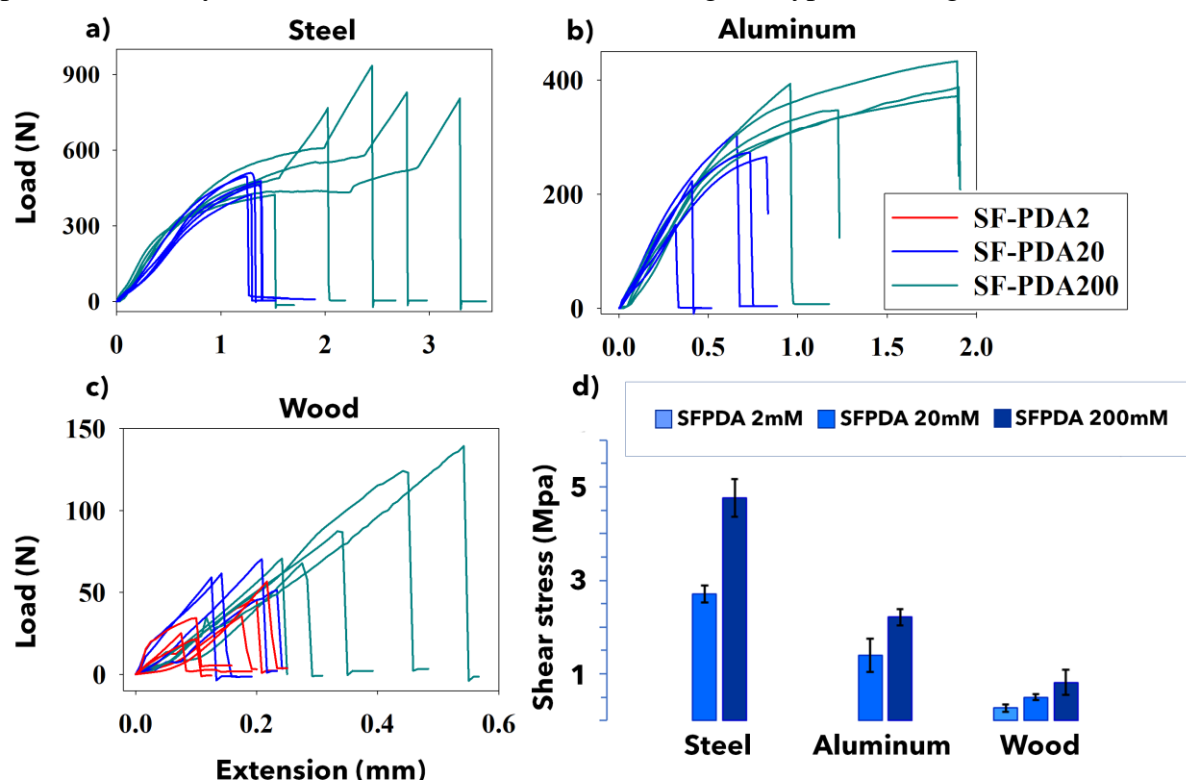 a)
Steel
Load (N)
900
600
300
0
0 1 2 3
b)
Aluminum
400
200
0
0.0 0.5 1.0 1.5 2.0
SF-PDA2
SF-PDA20
SF-PDA200
c)
Wood
Load (N)
150
100
50
0
0.0 0.2 0.4 0.6
Extension (mm)
d)
SFPDA 2mM SFPDA 20mM SFPDA 200mM
Shear stress (Mpa)
5
3
1
Steel Aluminum Wood